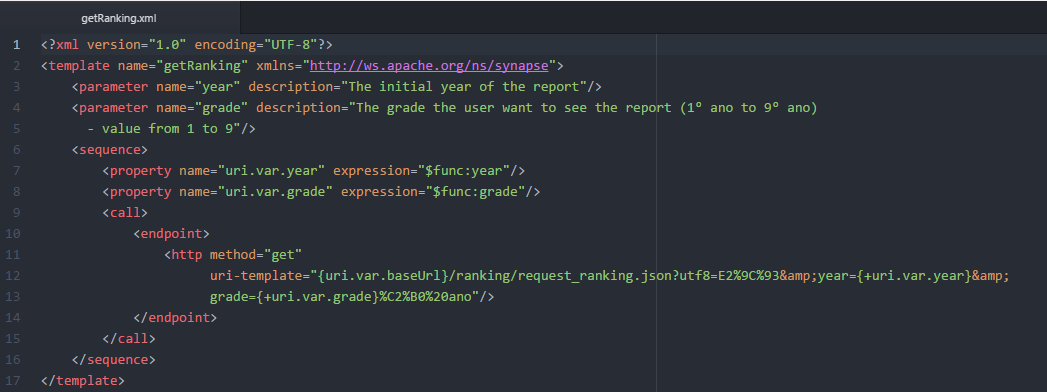 getRanking.xml
1 <?xml version="1.0" encoding="UTF-8"?>
2 <template name="getRanking" xmlns="http://ws.apache.org/ns/synapse">
3 <parameter name="year" description="The initial year of the report"/>
4 <parameter name="grade" description="The grade the user want to see the report (1º ano to 9º ano)
5 - value from 1 to 9"/>
6 <sequence>
7 <property name="uri.var.year" expression="$func:year"/>
8 <property name="uri.var.grade" expression="$func:grade"/>
9 <call>
10 <endpoint>
11 <http method="get"
12 uri-template="{uri.var.baseUrl}/ranking/request_ranking.json?utf8=E2%9C%93&amp;year={+uri.var.year}&amp;
13 grade={+uri.var.grade}%C2%B0%20ano"/>
14 </endpoint>
15 </call>
16 </sequence>
17 </template>